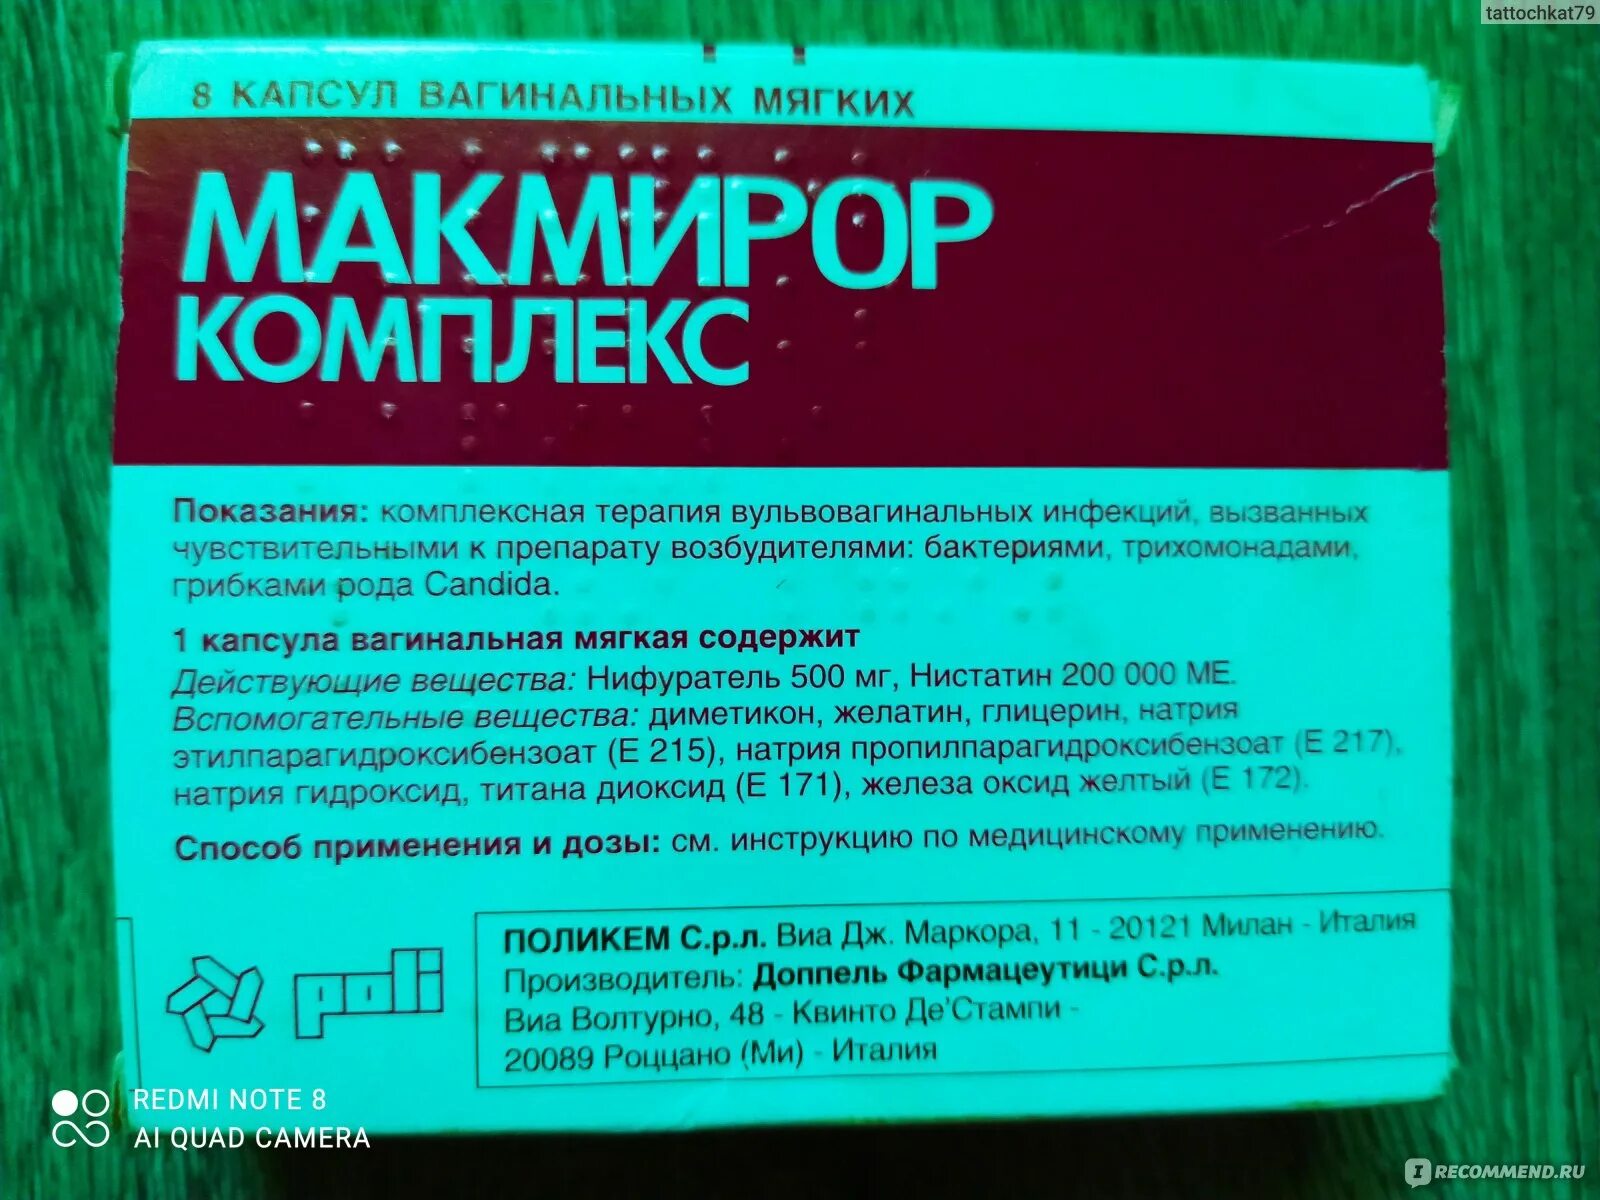 tattochkat79
8 КАПСУЛ ВАГИНАЛЬНЫХ МЯГКИХ
МАКМИРОР
КОМПЛЕКС
Показания: комплексная терапия вульвовагинальных инфекций, вызванных
чувствительными к препарату возбудителями: бактериями, трихомонадами,
грибками рода Candida.
1 капсула вагинальная мягкая содержит
Действующие вещества: Нифуратель 500 мг, Нистатин 200 000 МЕ.
Вспомогательные вещества: диметикон, желатин, глицерин, натрия
этилпарагидроксибензоат (Е 215), натрия пропилпарагидроксибензоат (Е 217),
натрия гидроксид, титана диоксид (Е 171), железа оксид желтый (Е 172).
Способ применения и дозы: см. инструкцию по медицинскому применению.
poli
ПОЛИКЕМ С.р.л. Виа Дж. Маркора, 11 - 20121 Милан - Италия
Производитель: Доппель Фармацеутици С.р.л.
Виа Волтурно, 48 - Квинто Де'Стампи -
20089 Роццано (Ми) - Италия
REDMI NOTE 8
AI QUAD CAMERA
IRECOMMEND.RU